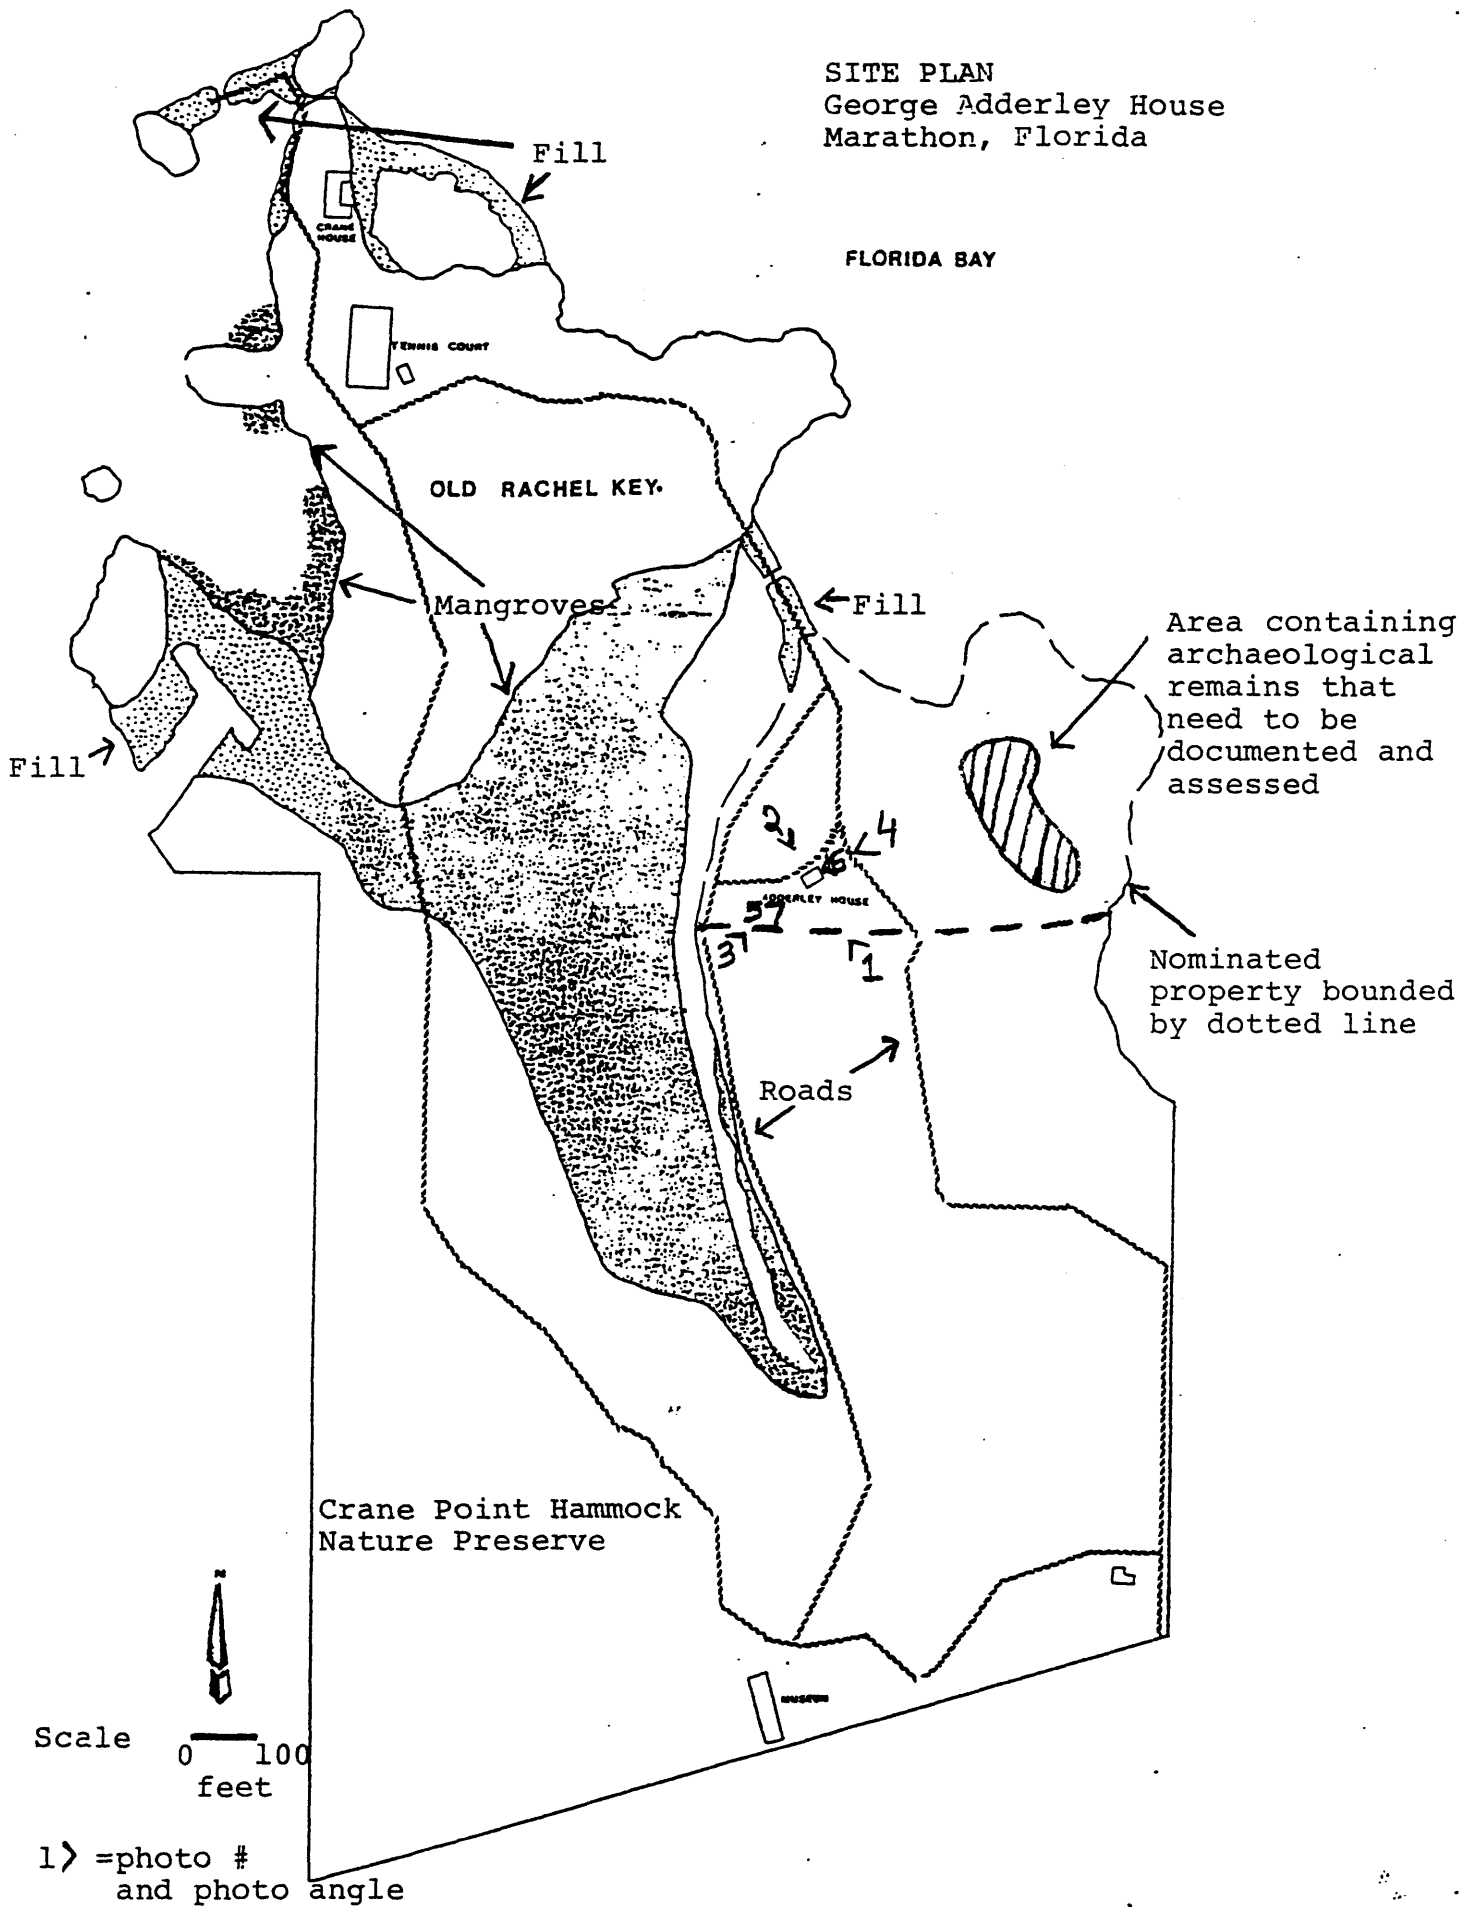 SITE PLAN
George Adderley House
Marathon, Florida
Fill
CRANE
HOUSE
FLORIDA BAY
TENNIS COURT
OLD RACHEL KEY
Mangroves
Fill
Area containing
archaeological
remains that
need to be
documented and
assessed
Fill
2
4
6
ADDERLEY HOUSE
5
3
1
Nominated
property bounded
by dotted line
Roads
Crane Point Hammock
Nature Preserve
N
MUSEUM
Scale
0 100
feet
1> =photo #
and photo angle